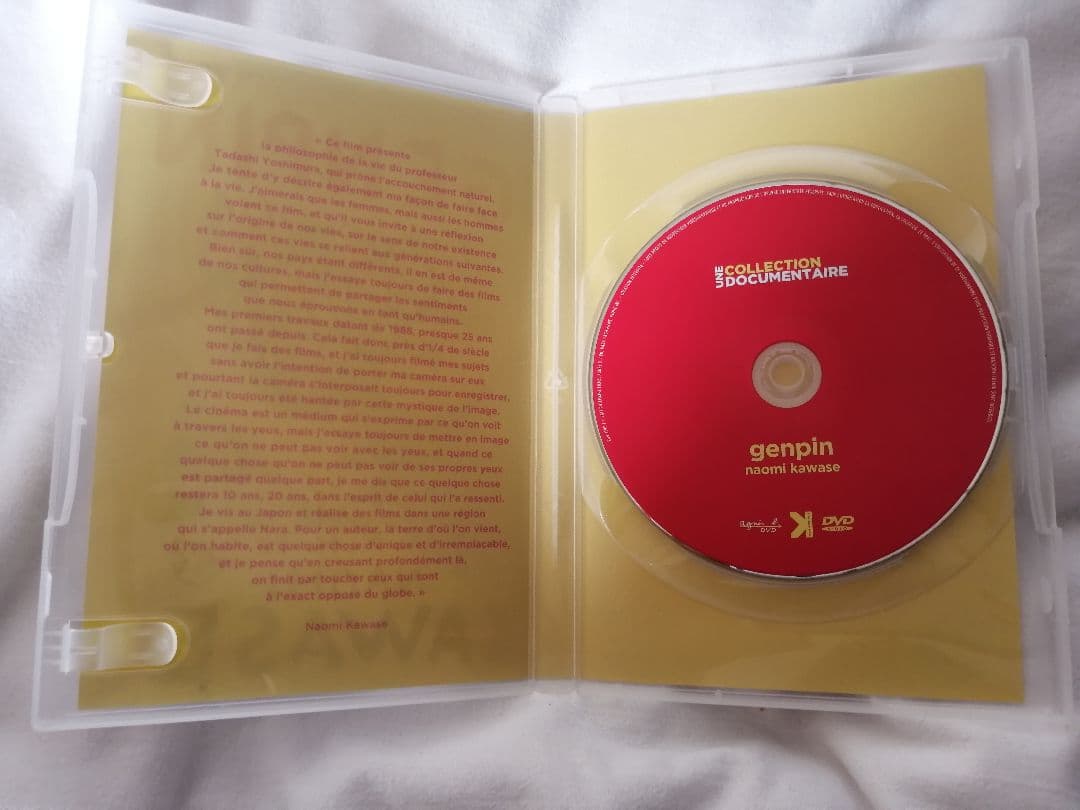 « Ce film présente
la philosophie de la vie du professeur
Tadashi Yoshimura, qui prône l'accouchement naturel.
Je tente d'y décrire également ma façon de faire face
à la vie. J'aimerais que les femmes, mais aussi les hommes
voient ce film, et qu'il vous invite à une réflexion
sur l'origine de nos vies, sur le sens de notre existence
et comment ces vies se relient aux générations suivantes.
Bien sûr, nos pays étant différents, il en est de même
de nos cultures, mais j'essaye toujours de faire des films
qui permettent de partager les sentiments
que nous éprouvons en tant qu'humains.
Mes premiers travaux datant de 1988, presque 25 ans
ont passé depuis. Cela fait donc près d'1/4 de siècle
que je fais des films, et j'ai toujours filmé mes sujets
sans avoir l'intention de porter ma caméra sur eux
et pourtant la caméra s'interposait toujours pour enregistrer,
et j'ai toujours été hantée par cette mystique de l'image.
Le cinéma est un médium qui s'exprime par ce qu'on voit
à travers les yeux, mais j'essaye toujours de mettre en image
ce qu'on ne peut pas voir avec les yeux, et quand ce
quelque chose qu'on ne peut pas voir de ses propres yeux
est partagé quelque part, je me dis que ce quelque chose
restera 10 ans, 20 ans, dans l'esprit de celui qui l'a ressenti.
Je vis au Japon et réalise des films dans une région
qui s'appelle Nara. Pour un auteur, la terre d'où l'on vient,
où l'on habite, est quelque chose d'unique et d'irremplaçable,
et je pense qu'en creusant profondément là,
on finit par toucher ceux qui sont
à l'exact opposé du globe. »
Naomi Kawase
UNE COLLECTION
DOCUMENTAIRE
genpin
naomi kawase
agnès b.
DVD
DVD
VIDEO